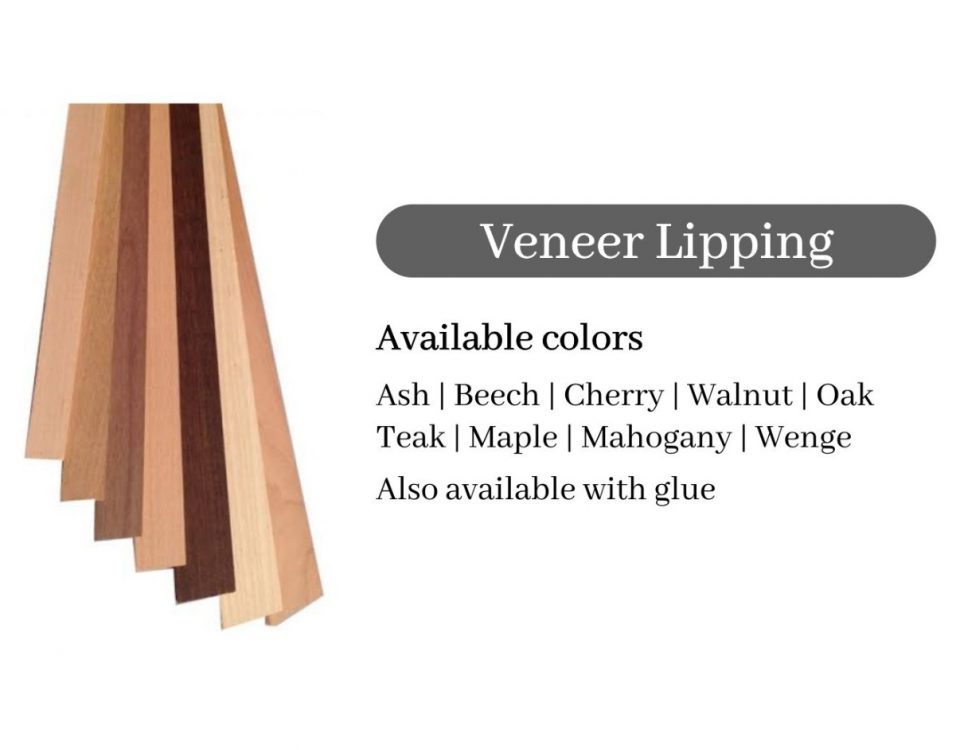 Veneer Lipping
Available colors
Ash | Beech | Cherry | Walnut | Oak
Teak | Maple | Mahogany | Wenge
Also available with glue